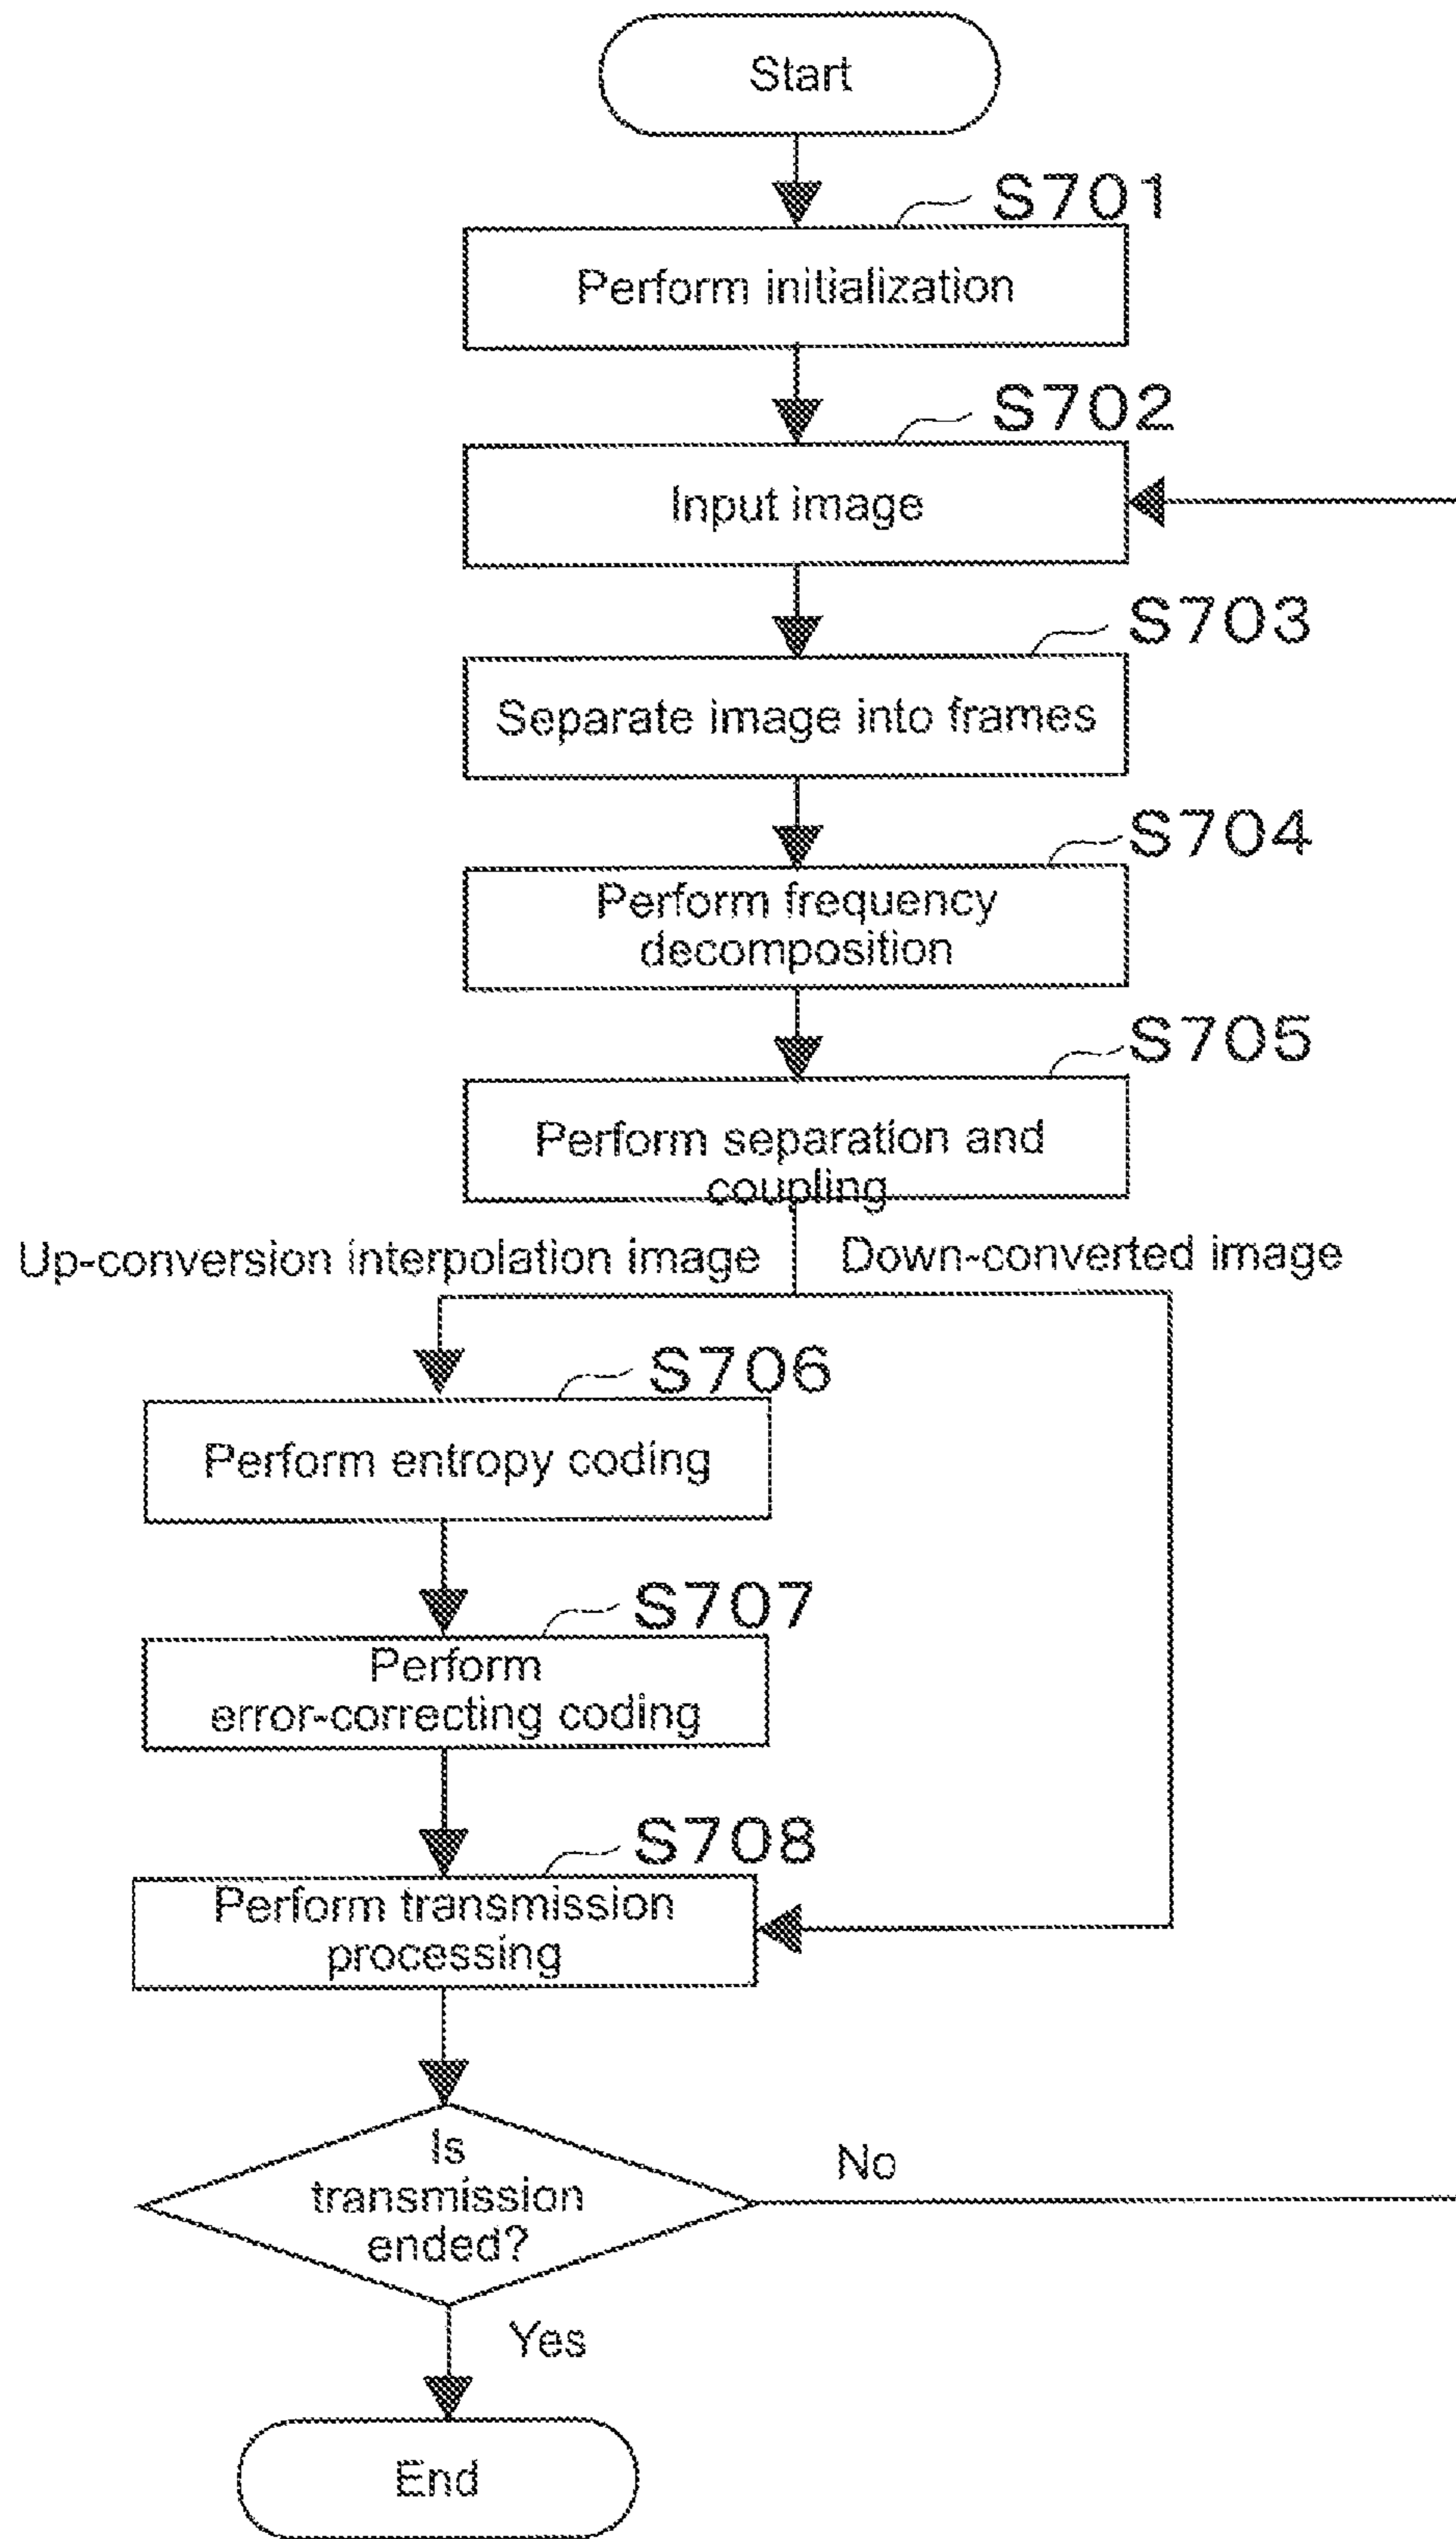 Start
S701
Perform initialization
S702
Input image
S703
Separate image into frames
S704
Perform frequency
decomposition
S705
Perform separation and
coupling
Up-conversion interpolation image
Down-converted image
S706
Perform entropy coding
S707
Perform
error-correcting coding
S708
Perform transmission
processing
Is
transmission
ended?
No
Yes
End